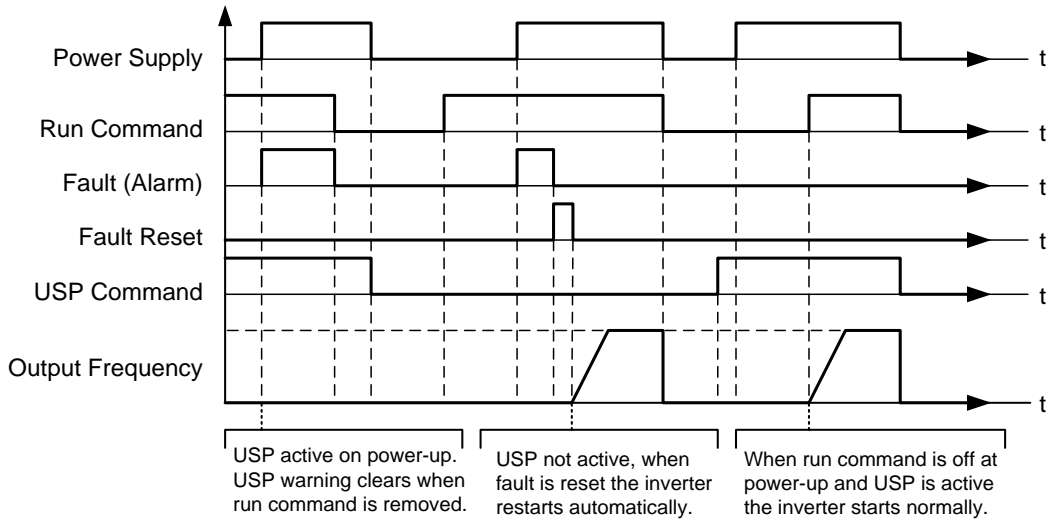 Power Supply
t
Run Command
t
Fault (Alarm)
t
Fault Reset
t
USP Command
t
Output Frequency
t
USP active on power-up.
USP warning clears when
run command is removed.
USP not active, when
fault is reset the inverter
restarts automatically.
When run command is off at
power-up and USP is active
the inverter starts normally.